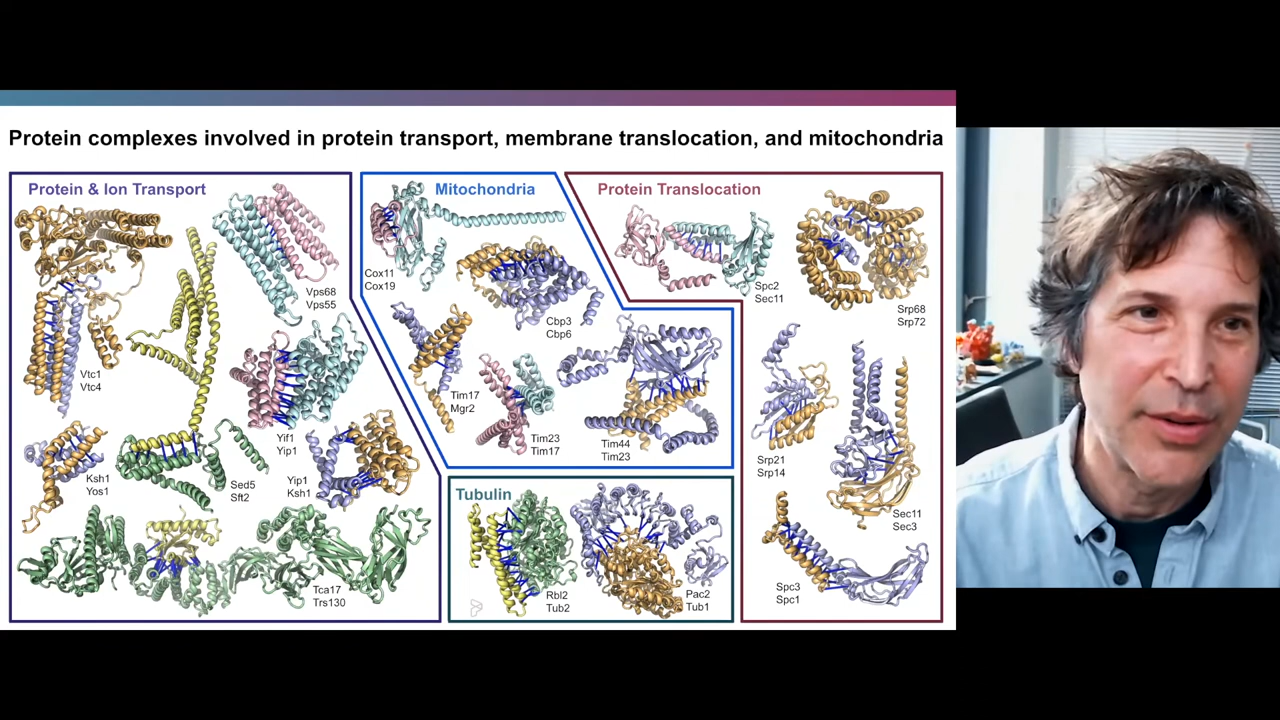 Protein complexes involved in protein transport, membrane translocation, and mitochondria
Protein & Ion Transport
Vps68
Vps55
Vtc1
Vtc4
Yif1
Yip1
Ksh1
Yos1
Sed5
Sft2
Yip1
Ksh1
Tca17
Trs130
Mitochondria
Cox11
Cox19
Cbp3
Cbp6
Tim17
Mgr2
Tim23
Tim17
Tim44
Tim23
Tubulin
Rbl2
Tub2
Pac2
Tub1
Protein Translocation
Spc2
Sec11
Srp68
Srp72
Srp21
Srp14
Sec11
Sec3
Spc3
Spc1